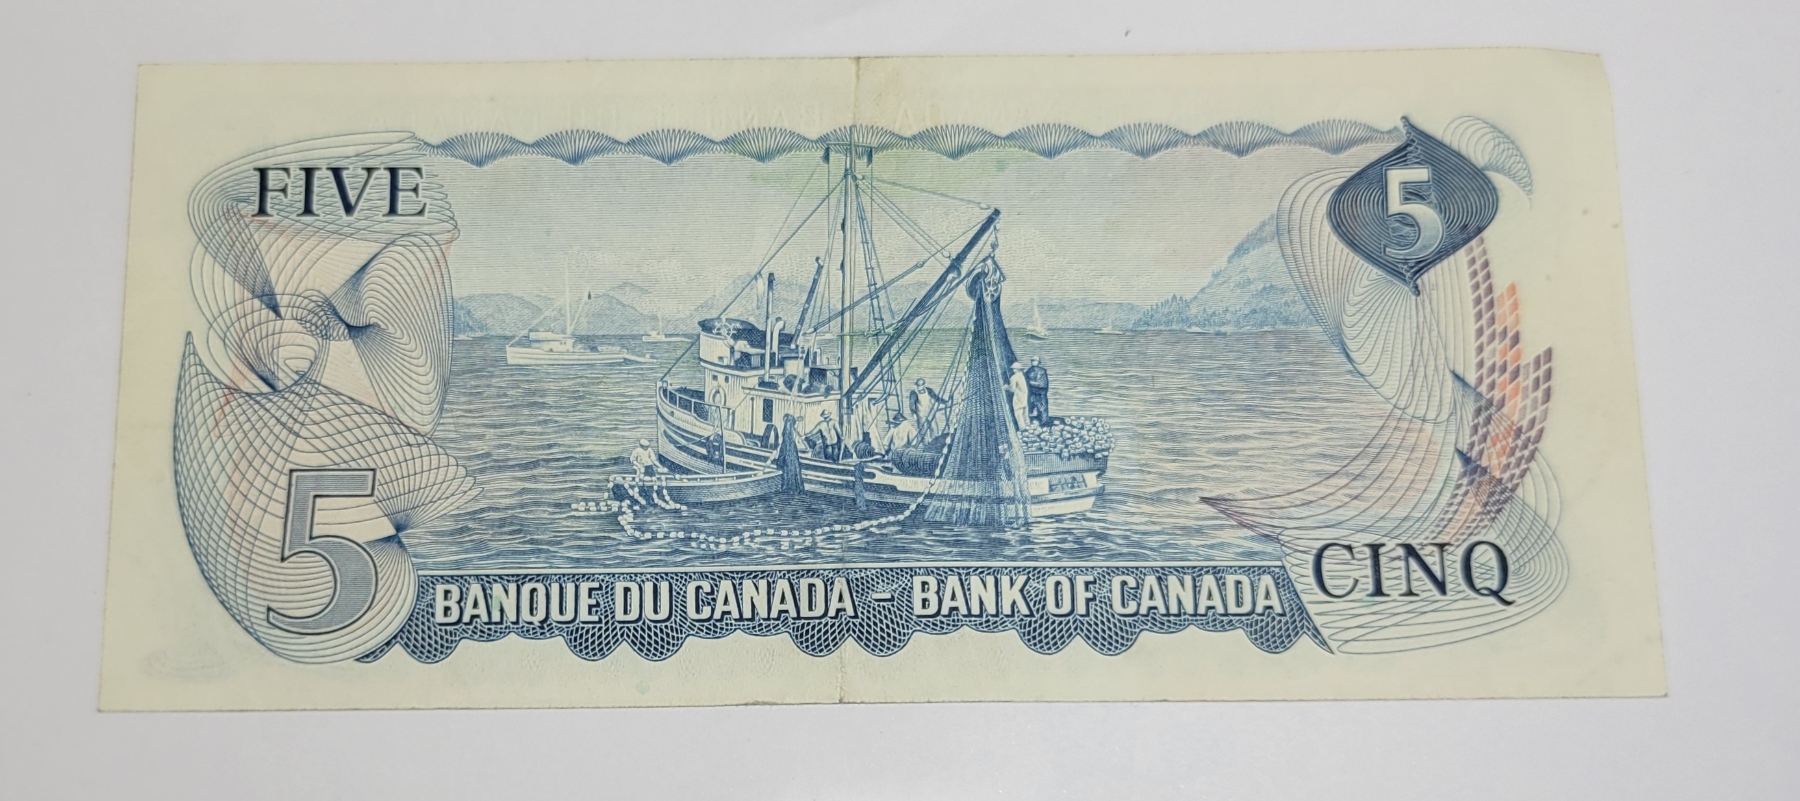 FIVE
5
5
BANQUE DU CANADA – BANK OF CANADA
CINQ